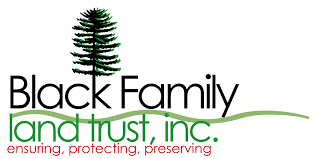 Black Family
land trust, inc.
ensuring, protecting, preserving